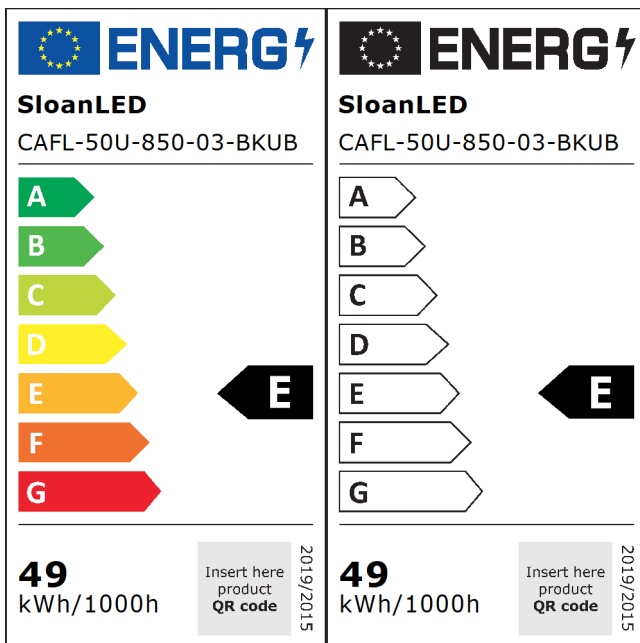 ENERG
SloanLED
CAFL-50U-850-03-BKUB
A
B
C
D
E
E
F
G
49
kWh/1000h
Insert here
product
QR code
2019/2015
ENERG
SloanLED
CAFL-50U-850-03-BKUB
A
B
C
D
E
E
F
G
49
kWh/1000h
Insert here
product
QR code
2019/2015